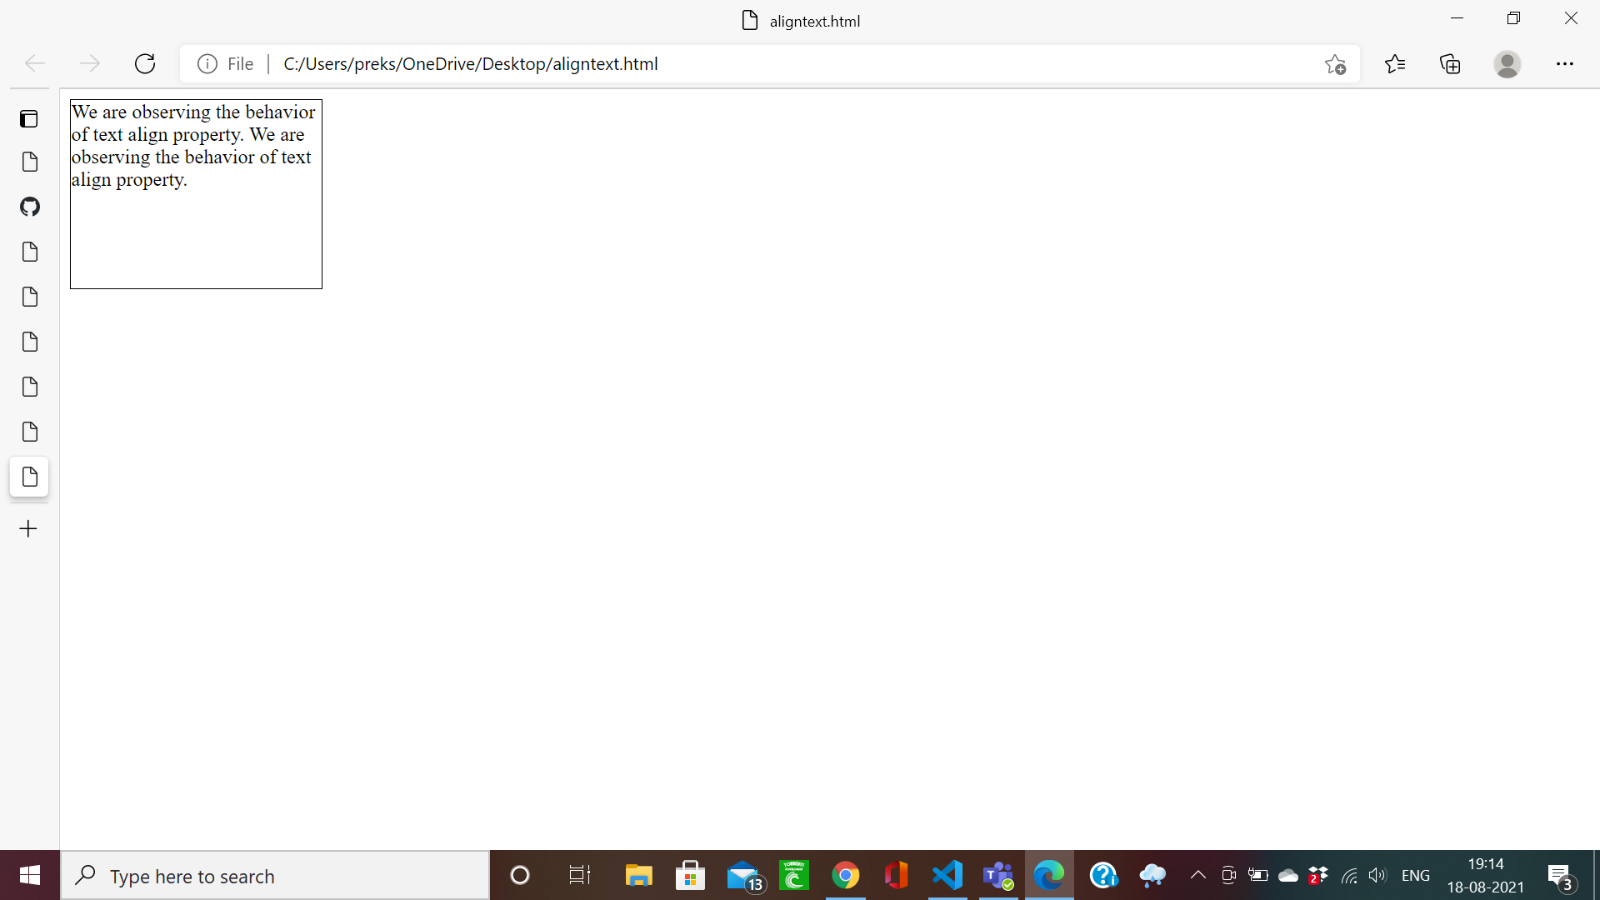 aligntext.html
File
C:/Users/preks/OneDrive/Desktop/aligntext.html
We are observing the behavior
of text align property. We are
observing the behavior of text
align property.
Type here to search
13
2
ENG
19:14
18-08-2021
3